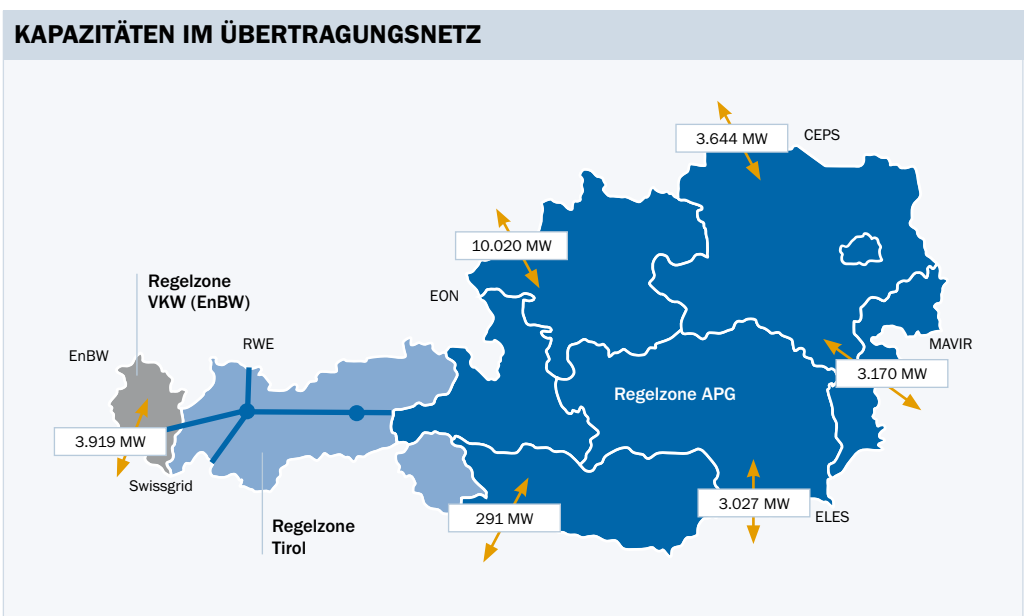 KAPAZITÄTEN IM ÜBERTRAGUNGSNETZ
3.644 MW
CEPS
10.020 MW
EON
Regelzone
VKW (EnBW)
EnBW
RWE
MAVIR
3.170 MW
Regelzone APG
3.919 MW
Swissgrid
Regelzone
Tirol
291 MW
3.027 MW
ELES